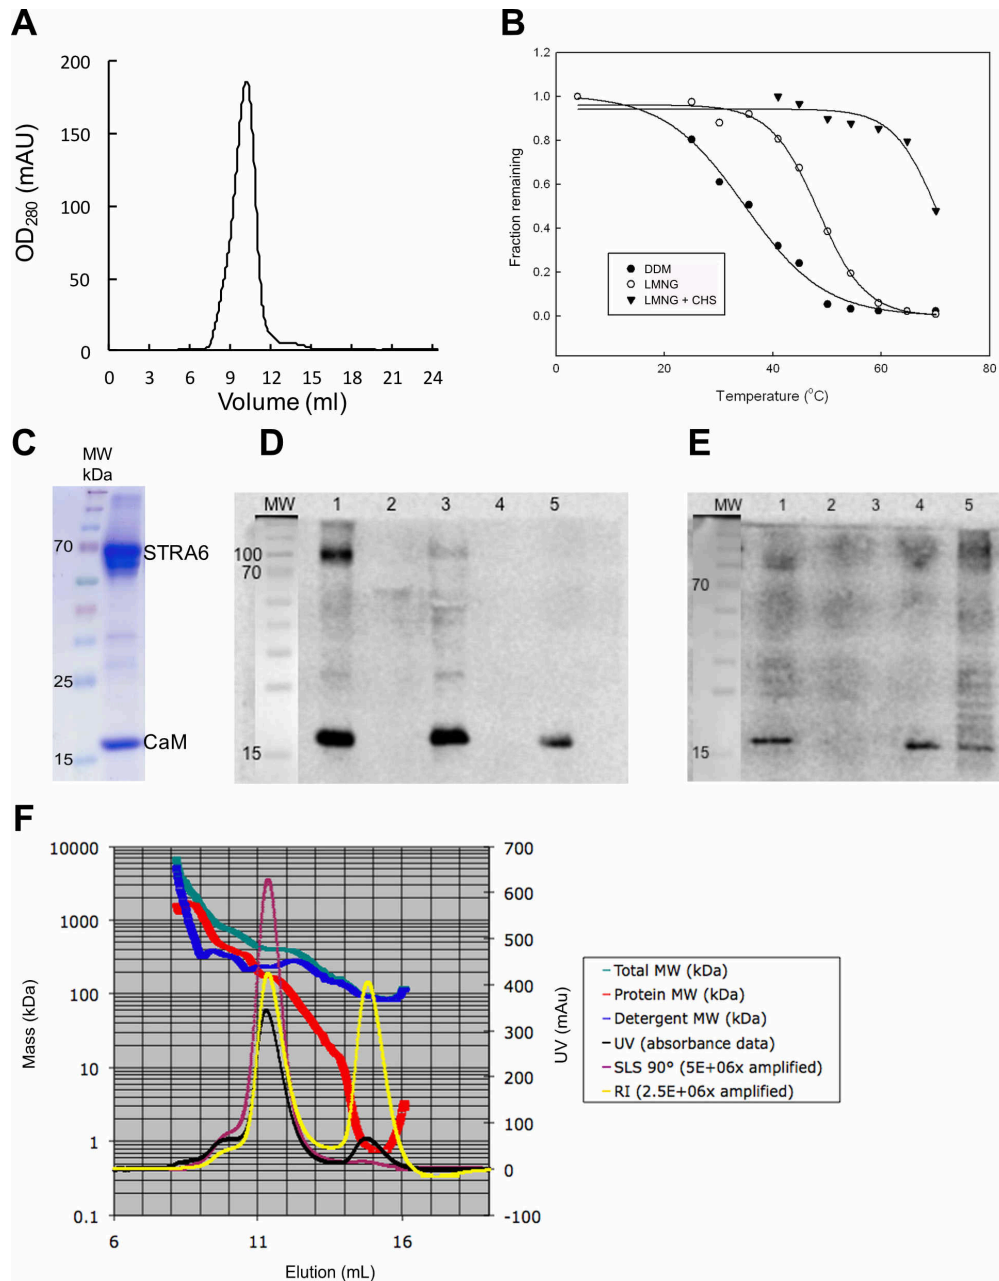 A
200
150
100
50
0
OD280 (mAU)
0 3 6 9 12 15 18 21 24
Volume (ml)
B
1.2
1.0
0.8
0.6
0.4
0.2
0.0
Fraction remaining
DDM
LMNG
LMNG + CHS
0 20 40 60 80
Temperature (°C)
C
MW
kDa
70
STRA6
25
CaM
15
D
MW 1 2 3 4 5
100
70
15
E
MW 1 2 3 4 5
70
15
F
10000
1000
100
10
1
0.1
Mass (kDa)
700
600
500
400
300
200
100
0
-100
UV (mAu)
6 11 16
Elution (mL)
Total MW (kDa)
Protein MW (kDa)
Detergent MW (kDa)
UV (absorbance data)
SLS 90° (5E+06x amplified)
RI (2.5E+06x amplified)